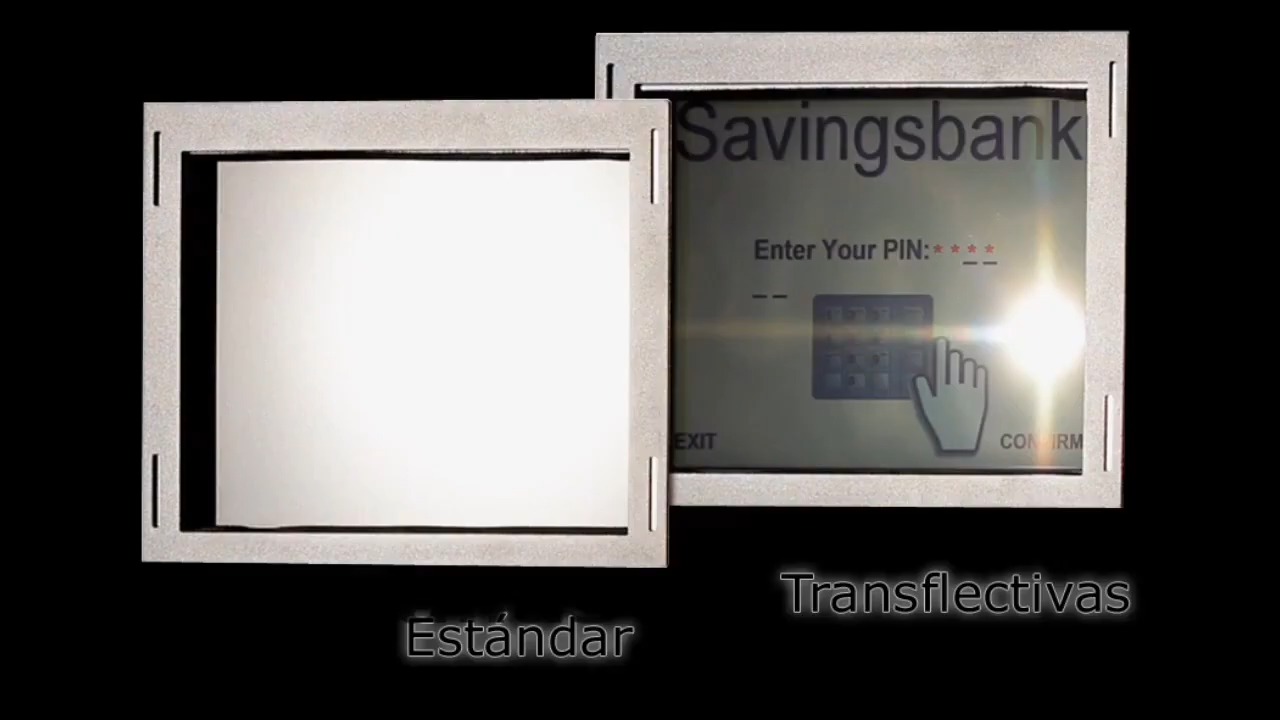 Savingsbank
Enter Your PIN:****
EXIT
CONFIRM
Estándar
Transflectivas